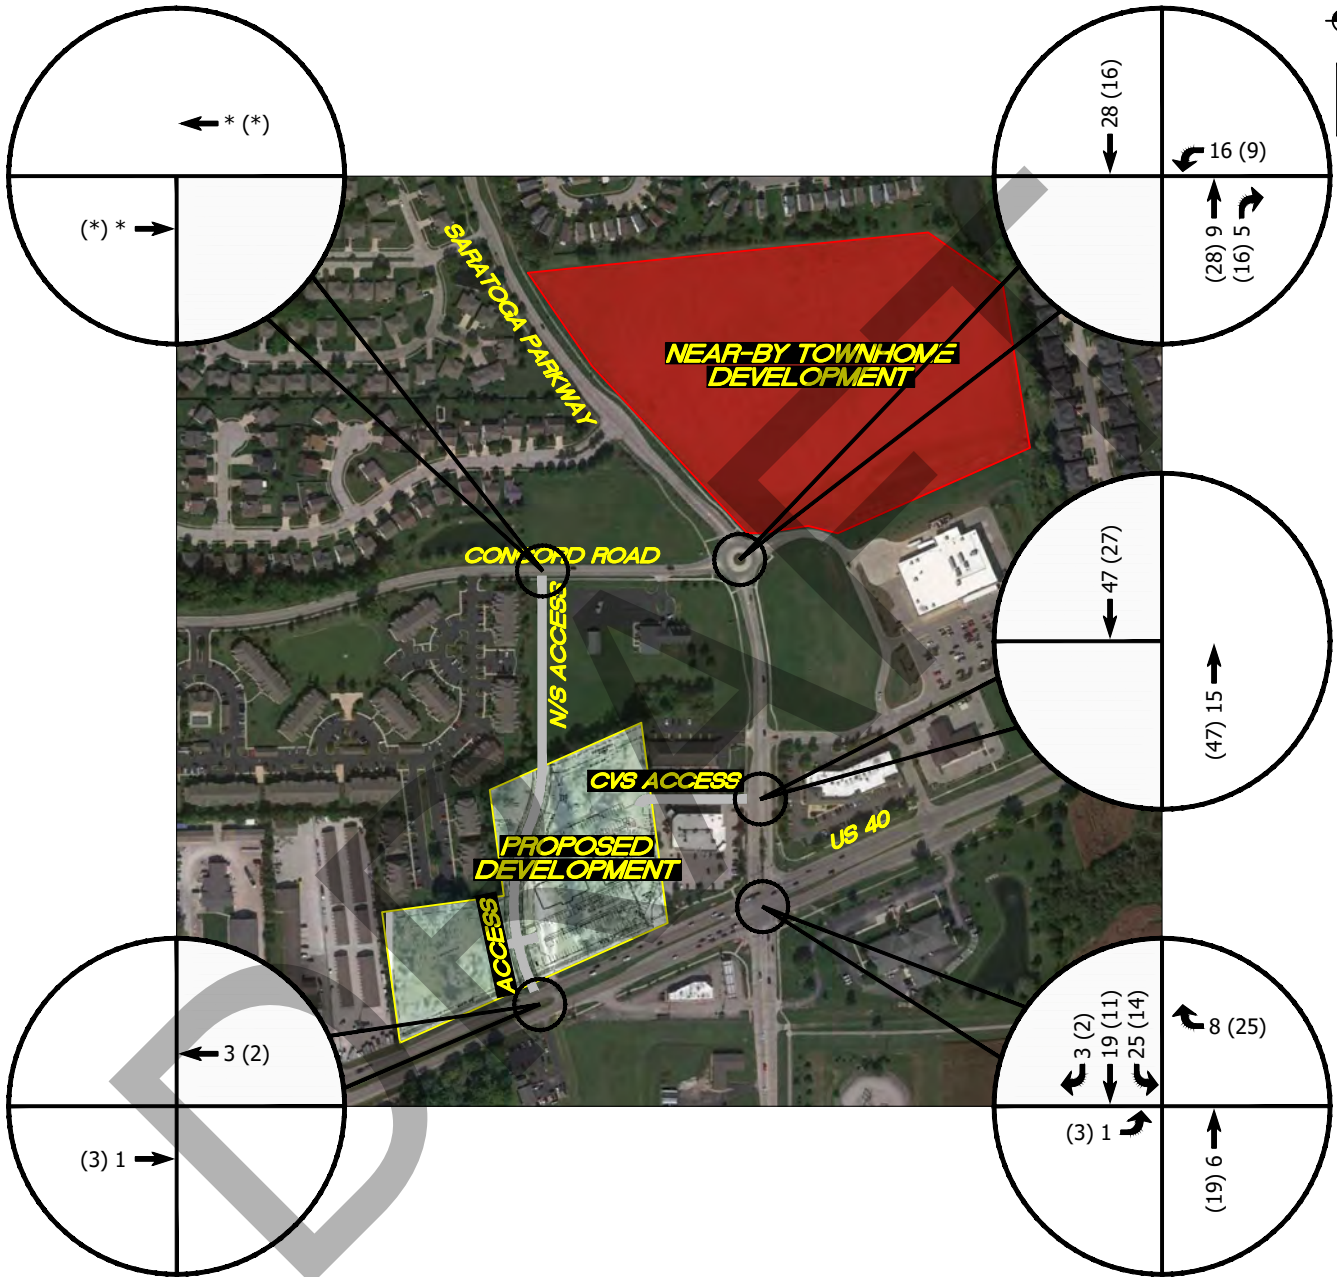 * (*)
(*) *
28 (16)
16 (9)
(28) 9
(16) 5
SARATOGA PARKWAY
NEAR-BY TOWNHOME
DEVELOPMENT
CONCORD ROAD
N/S ACCESS
47 (27)
(47) 15
CVS ACCESS
US 40
PROPOSED
DEVELOPMENT
ACCESS
3 (2)
(3) 1
3 (2)
19 (11)
25 (14)
8 (25)
(3) 1
(19) 6
DRAFT